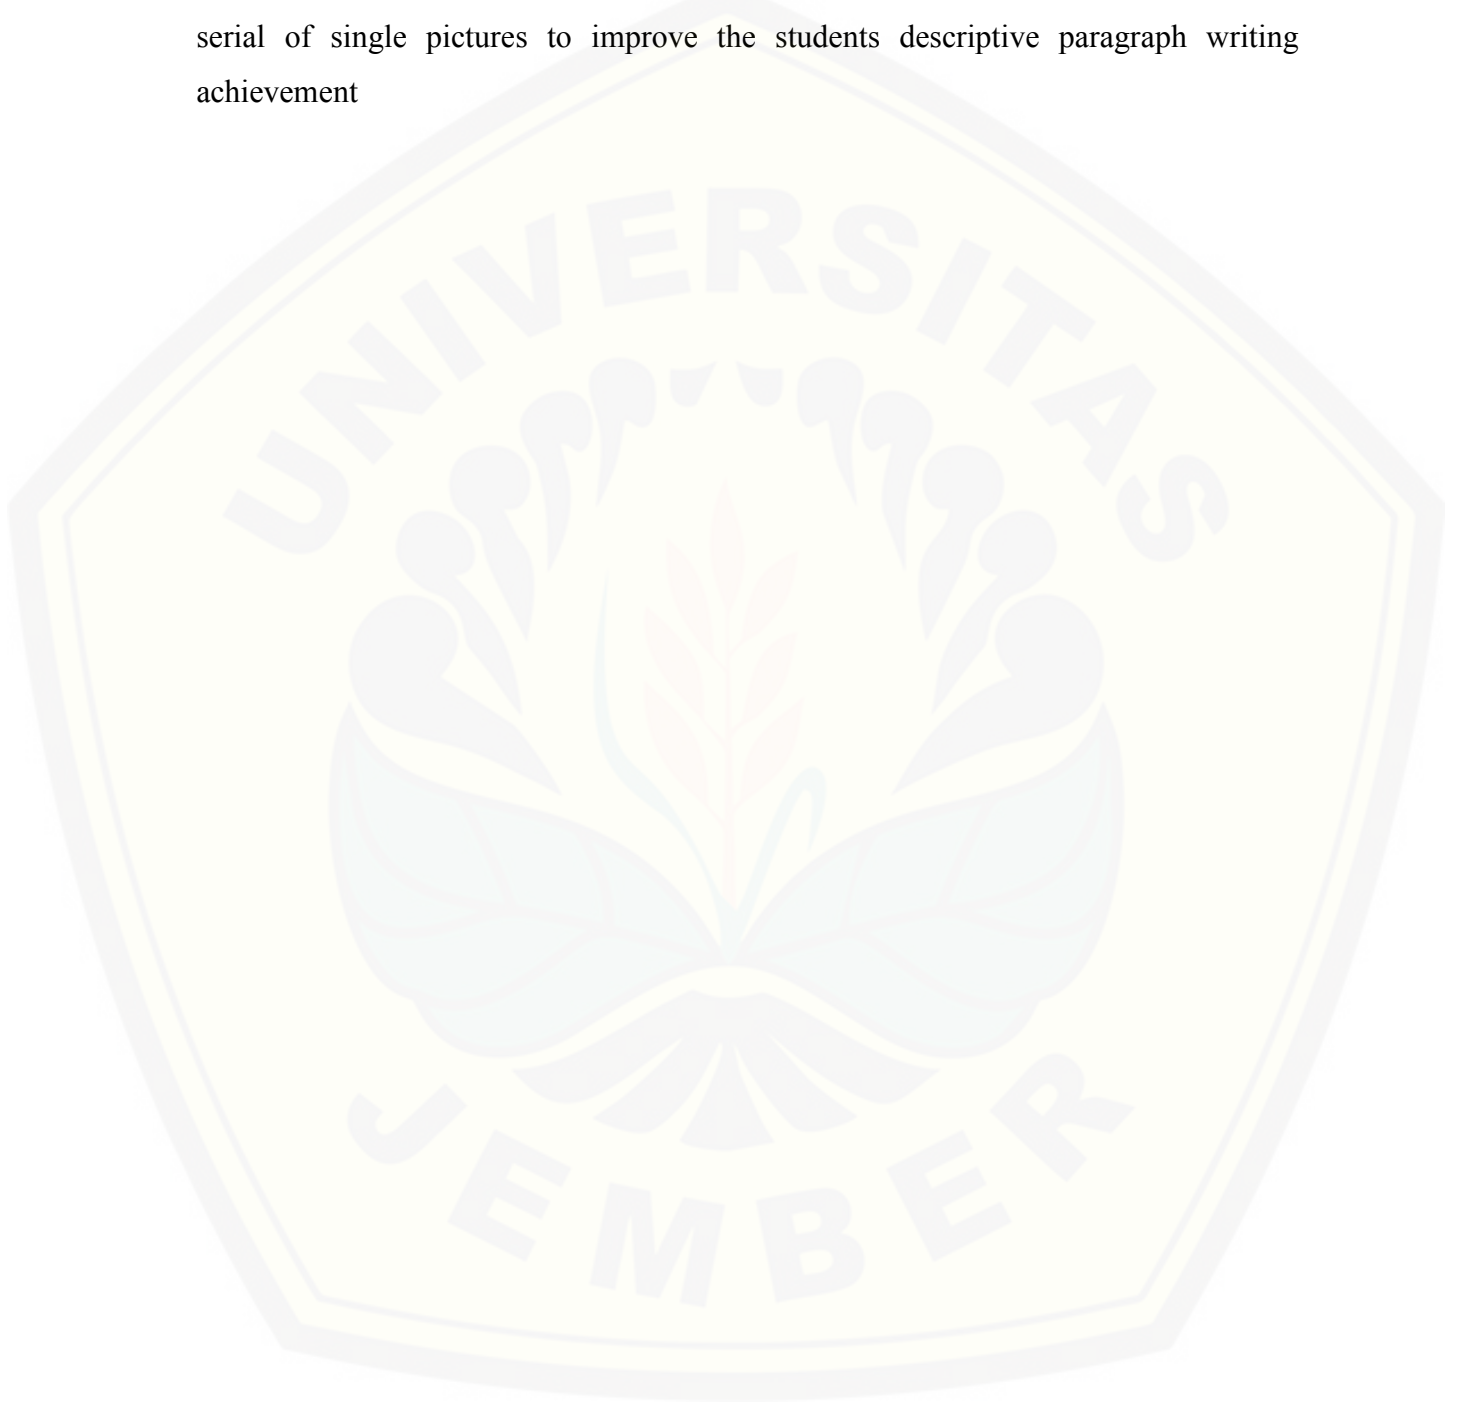 serial of single pictures to improve the students descriptive paragraph writing
achievement
UNIVERSITAS
JEMBER